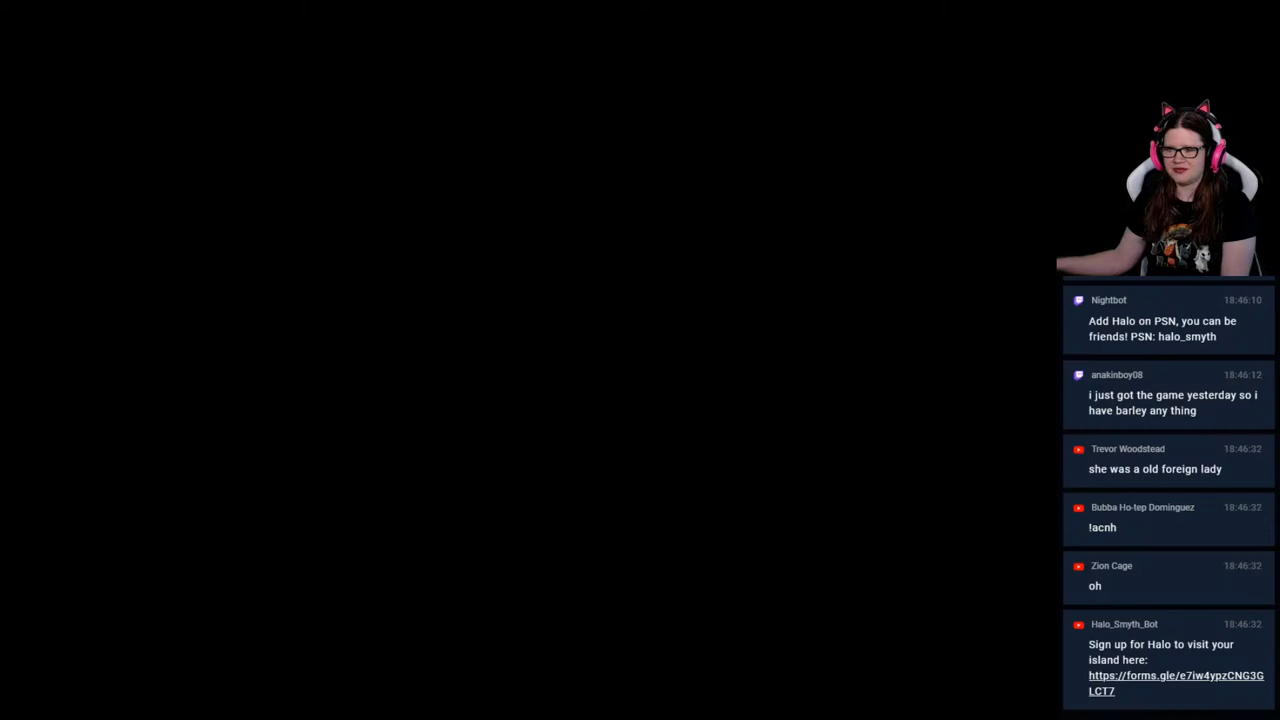 Nightbot 18:46:10
Add Halo on PSN, you can be
friends! PSN: halo_smyth
anakinboy08 18:46:12
i just got the game yesterday so i
have barley any thing
Trevor Woodstead 18:46:32
she was a old foreign lady
Bubba Ho-tep Dominguez 18:46:32
!acnh
Zion Cage 18:46:32
oh
Halo_Smyth_Bot 18:46:32
Sign up for Halo to visit your
island here:
https://forms.gle/e7iw4ypzCNG3G
LCT7